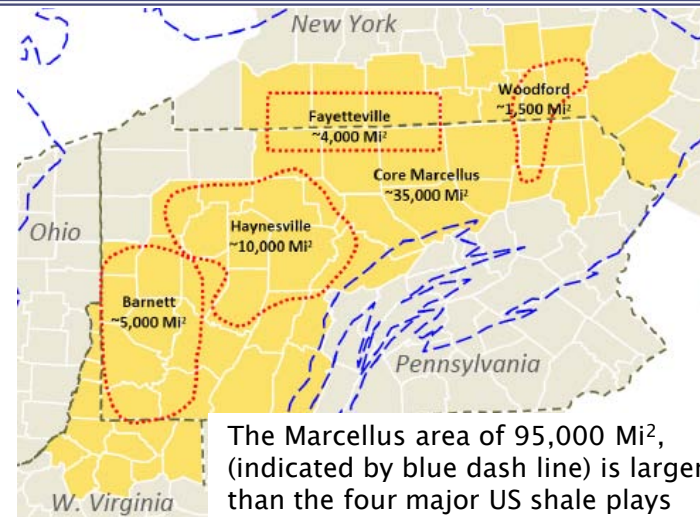 New York
Woodford
~1,500 Mi²
Fayetteville
~4,000 Mi²
Core Marcellus
~35,000 Mi²
Haynesville
~10,000 Mi²
Ohio
Barnett
~5,000 Mi²
Pennsylvania
W. Virginia
The Marcellus area of 95,000 Mi²,
(indicated by blue dash line) is larger
than the four major US shale plays